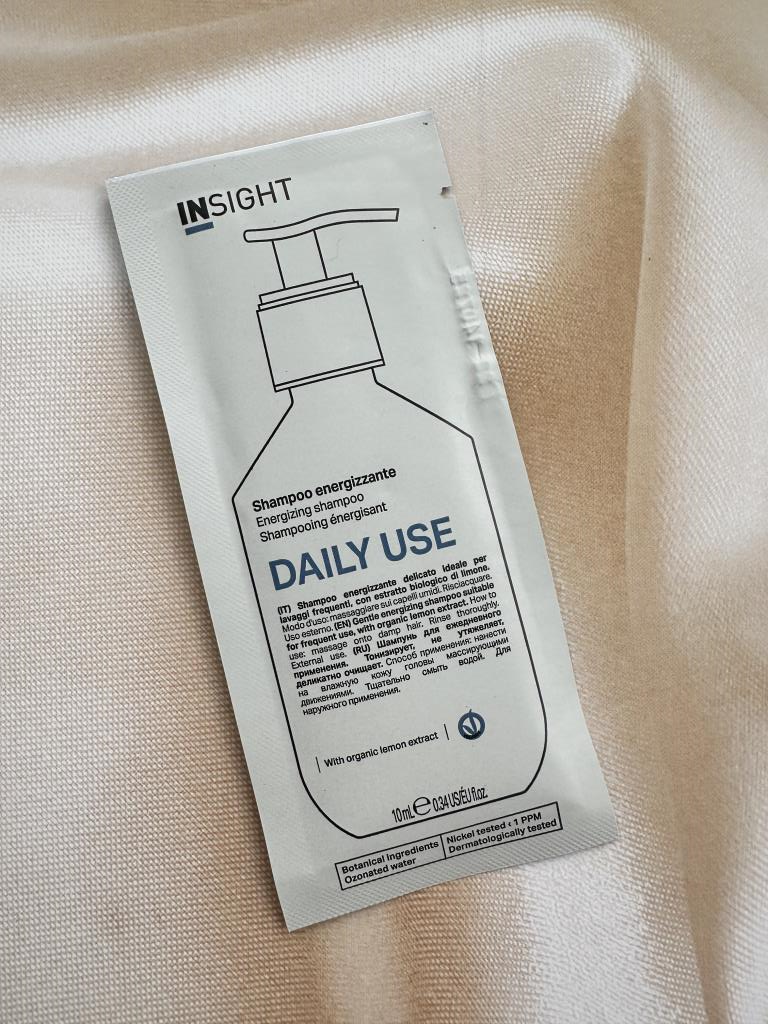 INSIGHT
Shampoo energizzante
Energizing shampoo
Shampooing énergisant
DAILY USE
(IT) Shampoo energizzante delicato ideale per
lavaggi frequenti, con estratto biologico di limone.
Modo d'uso: massaggiare sui capelli umidi. Risciacquare.
Uso esterno. (EN) Gentle energizing shampoo suitable
for frequent use, with organic lemon extract. How to
use: massage onto damp hair. Rinse thoroughly.
External use. (RU) Шампунь для ежедневного
применения. Тонизирует, не утяжеляет,
деликатно очищает. Способ применения: нанести
на влажную кожу головы массирующими
движениями. Тщательно смыть водой. Для
наружного применения.
With organic lemon extract
10 mL ℮ 0.34 US/ÉU fl.oz.
Botanical Ingredients
Ozonated water
Nickel tested < 1 PPM
Dermatologically tested